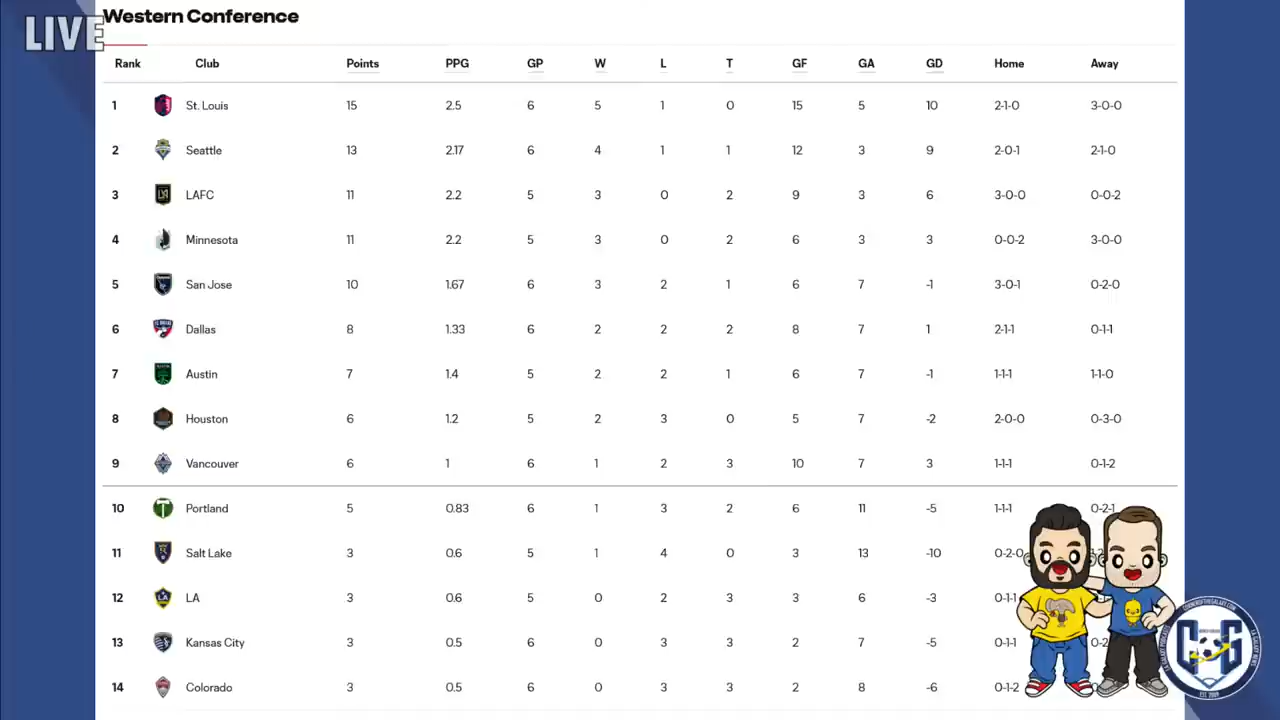 LIVE
Western Conference
Rank Club Points PPG GP W L T GF GA GD Home Away
1 St. Louis 15 2.5 6 5 1 0 15 5 10 2-1-0 3-0-0
2 Seattle 13 2.17 6 4 1 1 12 3 9 2-0-1 2-1-0
3 LAFC 11 2.2 5 3 0 2 9 3 6 3-0-0 0-0-2
4 Minnesota 11 2.2 5 3 0 2 6 3 3 0-0-2 3-0-0
5 San Jose 10 1.67 6 3 2 1 6 7 -1 3-0-1 0-2-0
6 Dallas 8 1.33 6 2 2 2 8 7 1 2-1-1 0-1-1
7 Austin 7 1.4 5 2 2 1 6 7 -1 1-1-1 1-1-0
8 Houston 6 1.2 5 2 3 0 5 7 -2 2-0-0 0-3-0
9 Vancouver 6 1 6 1 2 3 10 7 3 1-1-1 0-1-2
10 Portland 5 0.83 6 1 3 2 6 11 -5 1-1-1 0-2-1
11 Salt Lake 3 0.6 5 1 4 0 3 13 -10 0-2-0
12 LA 3 0.6 5 0 2 3 3 6 -3 0-1-1
13 Kansas City 3 0.5 6 0 3 3 2 7 -5 0-1-1
14 Colorado 3 0.5 6 0 3 3 2 8 -6 0-1-2